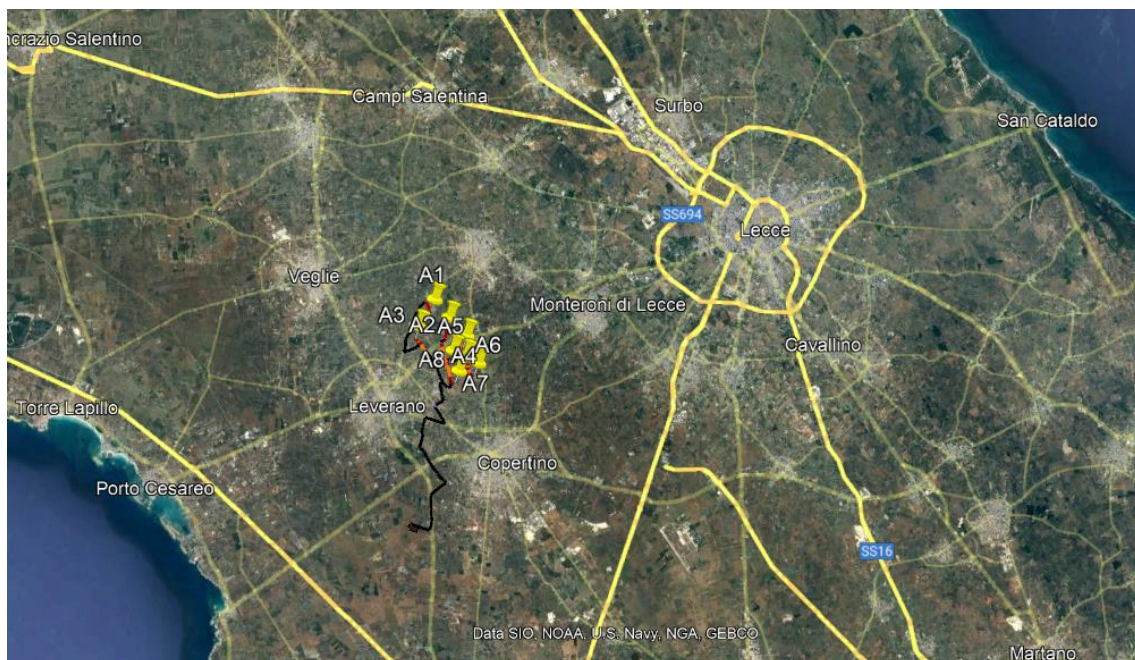 ncrazio Salentino
Campi Salentina
Surbo
San Cataldo
SS694
Lecce
Veglie
A1
Monteroni di Lecce
A3
A2
A5
A6
Cavallino
A8
A4
A7
Torre Lapillo
Leverano
Copertino
Porto Cesareo
SS16
Data SIO, NOAA, U.S. Navy, NGA, GEBCO
Martano